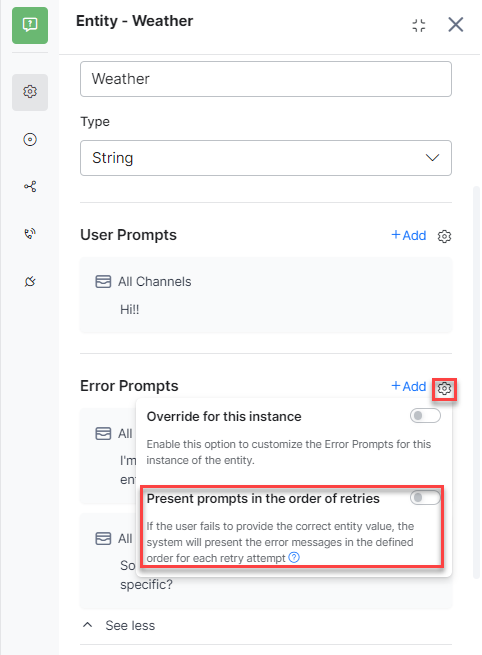 Entity - Weather
Weather
Type
String
User Prompts
+Add
All Channels
Hi!!
Error Prompts
+Add
All
I'm
Override for this instance
Enable this option to customize the Error Prompts for this
instance of the entity.
Present prompts in the order of retries
If the user fails to provide the correct entity value, the
system will present the error messages in the defined
order for each retry attempt ?
All
So
specific?
See less